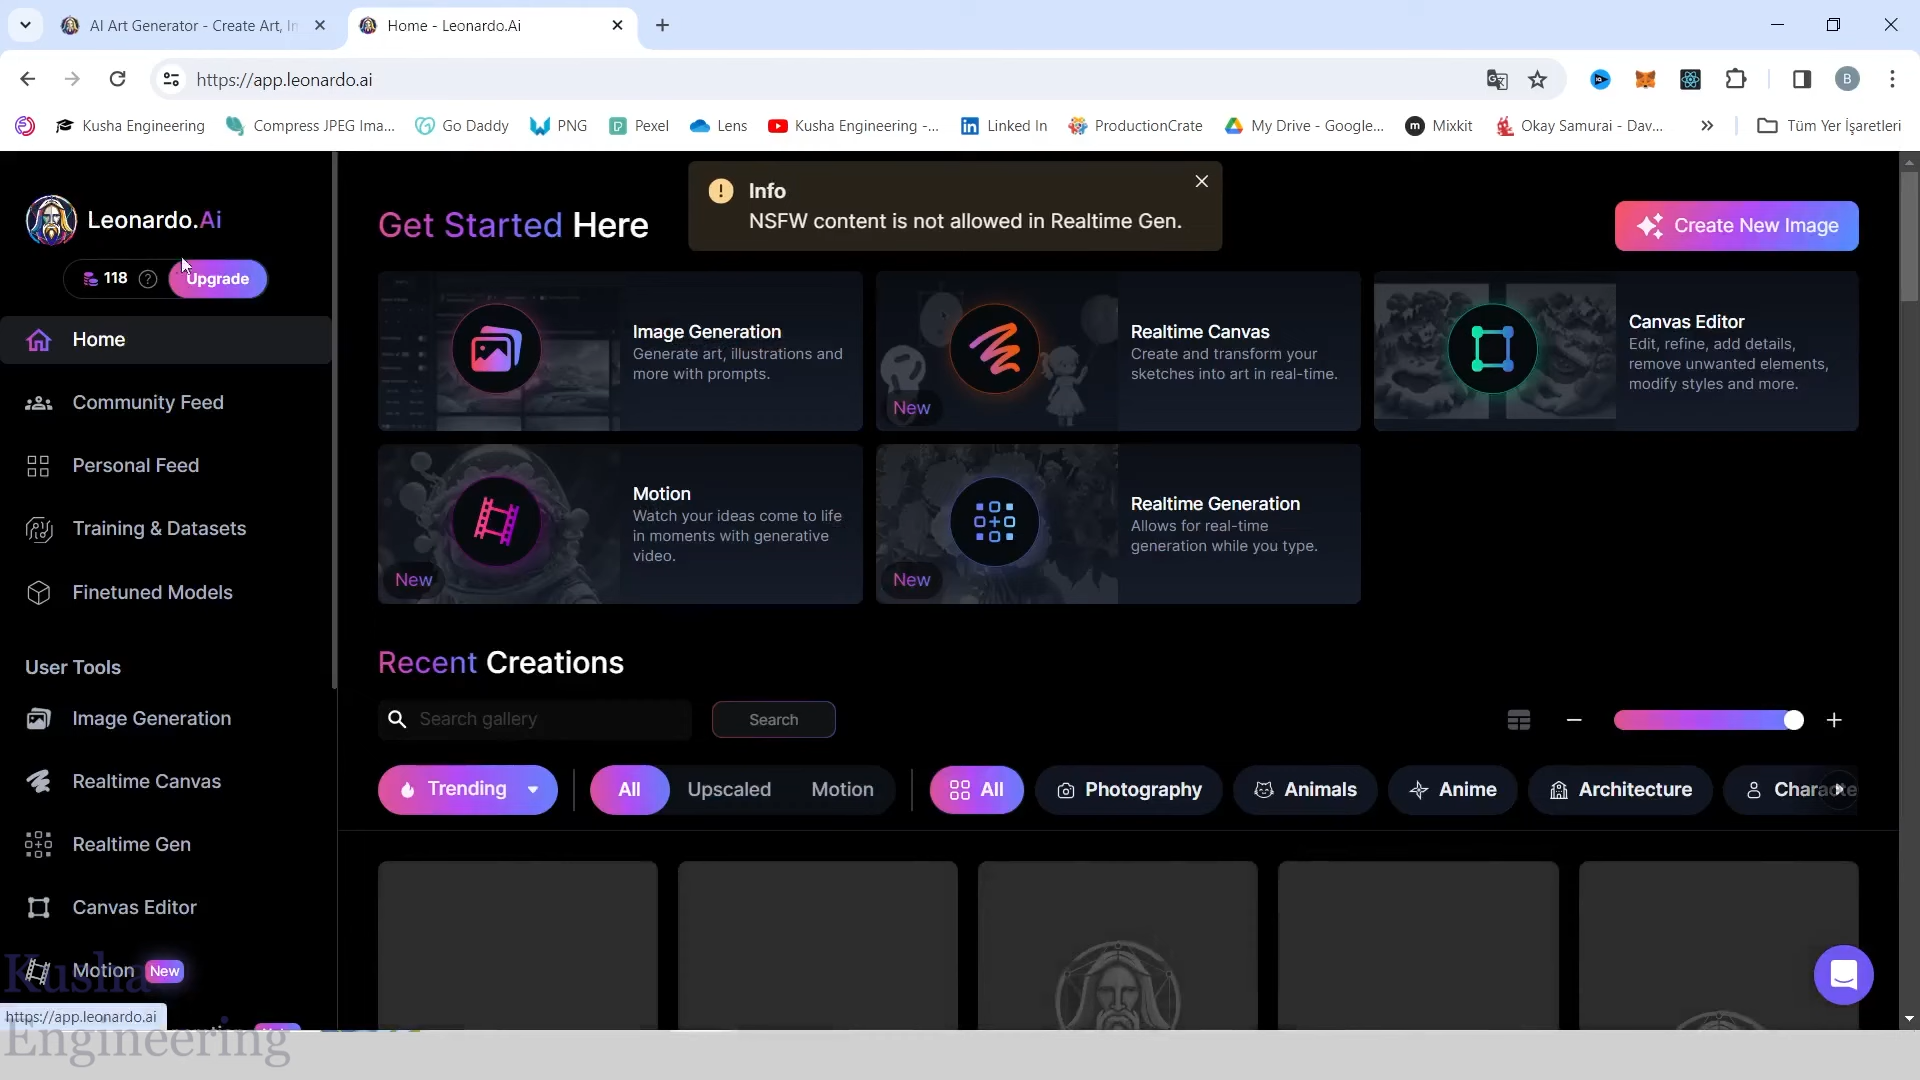 AI Art Generator - Create Art, In
Home - Leonardo.Ai
https://app.leonardo.ai
Kusha Engineering
Compress JPEG Ima...
Go Daddy
PNG
Pexel
Lens
Kusha Engineering -...
Linked In
ProductionCrate
My Drive - Google...
Mixkit
Okay Samurai - Dav...
Tüm Yer İşaretleri
B
Leonardo.Ai
118
Upgrade
Home
Community Feed
Personal Feed
Training & Datasets
Finetuned Models
User Tools
Image Generation
Realtime Canvas
Realtime Gen
Canvas Editor
Motion New
https://app.leonardo.ai
Kusha
Engineering
Get Started Here
Info
NSFW content is not allowed in Realtime Gen.
Create New Image
Image Generation
Generate art, illustrations and
more with prompts.
Realtime Canvas
Create and transform your
sketches into art in real-time.
New
Canvas Editor
Edit, refine, add details,
remove unwanted elements,
modify styles and more.
Motion
Watch your ideas come to life
in moments with generative
video.
New
Realtime Generation
Allows for real-time
generation while you type.
New
Recent Creations
Search gallery
Search
Trending
All
Upscaled
Motion
All
Photography
Animals
Anime
Architecture